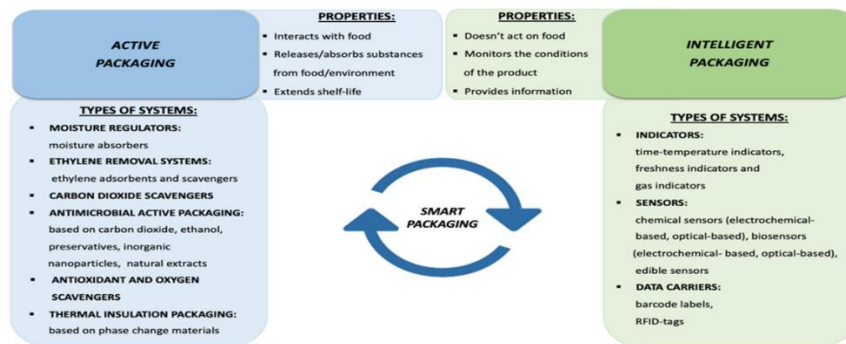 ACTIVE
PACKAGING
PROPERTIES:
▪ Interacts with food
▪ Releases/absorbs substances
from food/environment
▪ Extends shelf-life
PROPERTIES:
▪ Doesn't act on food
▪ Monitors the conditions
of the product
▪ Provides information
INTELLIGENT
PACKAGING
TYPES OF SYSTEMS:
▪ MOISTURE REGULATORS:
moisture absorbers
▪ ETHYLENE REMOVAL SYSTEMS:
ethylene adsorbents and scavengers
▪ CARBON DIOXIDE SCAVENGERS
▪ ANTIMICROBIAL ACTIVE PACKAGING:
based on carbon dioxide, ethanol,
preservatives, inorganic
nanoparticles, natural extracts
▪ ANTIOXIDANT AND OXYGEN
SCAVENGERS
▪ THERMAL INSULATION PACKAGING:
based on phase change materials
SMART
PACKAGING
TYPES OF SYSTEMS:
▪ INDICATORS:
time-temperature indicators,
freshness indicators and
gas indicators
▪ SENSORS:
chemical sensors (electrochemical-
based, optical-based), biosensors
(electrochemical- based, optical-based),
edible sensors
▪ DATA CARRIERS:
barcode labels,
RFID-tags